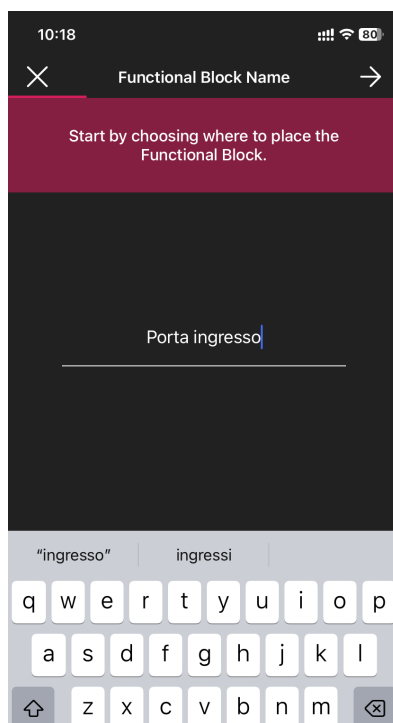 10:18
80
Functional Block Name
Start by choosing where to place the
Functional Block.
Porta ingresso
“ingresso” ingressi
q w e r t y u i o p
a s d f g h j k l
z x c v b n m